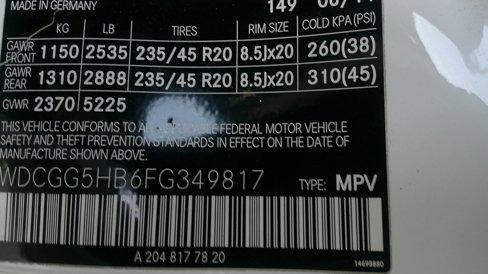 MADE IN GERMANY 149
KG LB TIRES RIM SIZE COLD KPA (PSI)
GAWR FRONT 1150 2535 235/45 R20 8.5Jx20 260(38)
GAWR REAR 1310 2888 235/45 R20 8.5Jx20 310(45)
GVWR 2370 5225
THIS VEHICLE CONFORMS TO ALL APPLICABLE FEDERAL MOTOR VEHICLE
SAFETY AND THEFT PREVENTION STANDARDS IN EFFECT ON THE DATE OF
MANUFACTURE SHOWN ABOVE.
WDCGG5HB6FG349817 TYPE: MPV
A 204 817 78 20
14698880